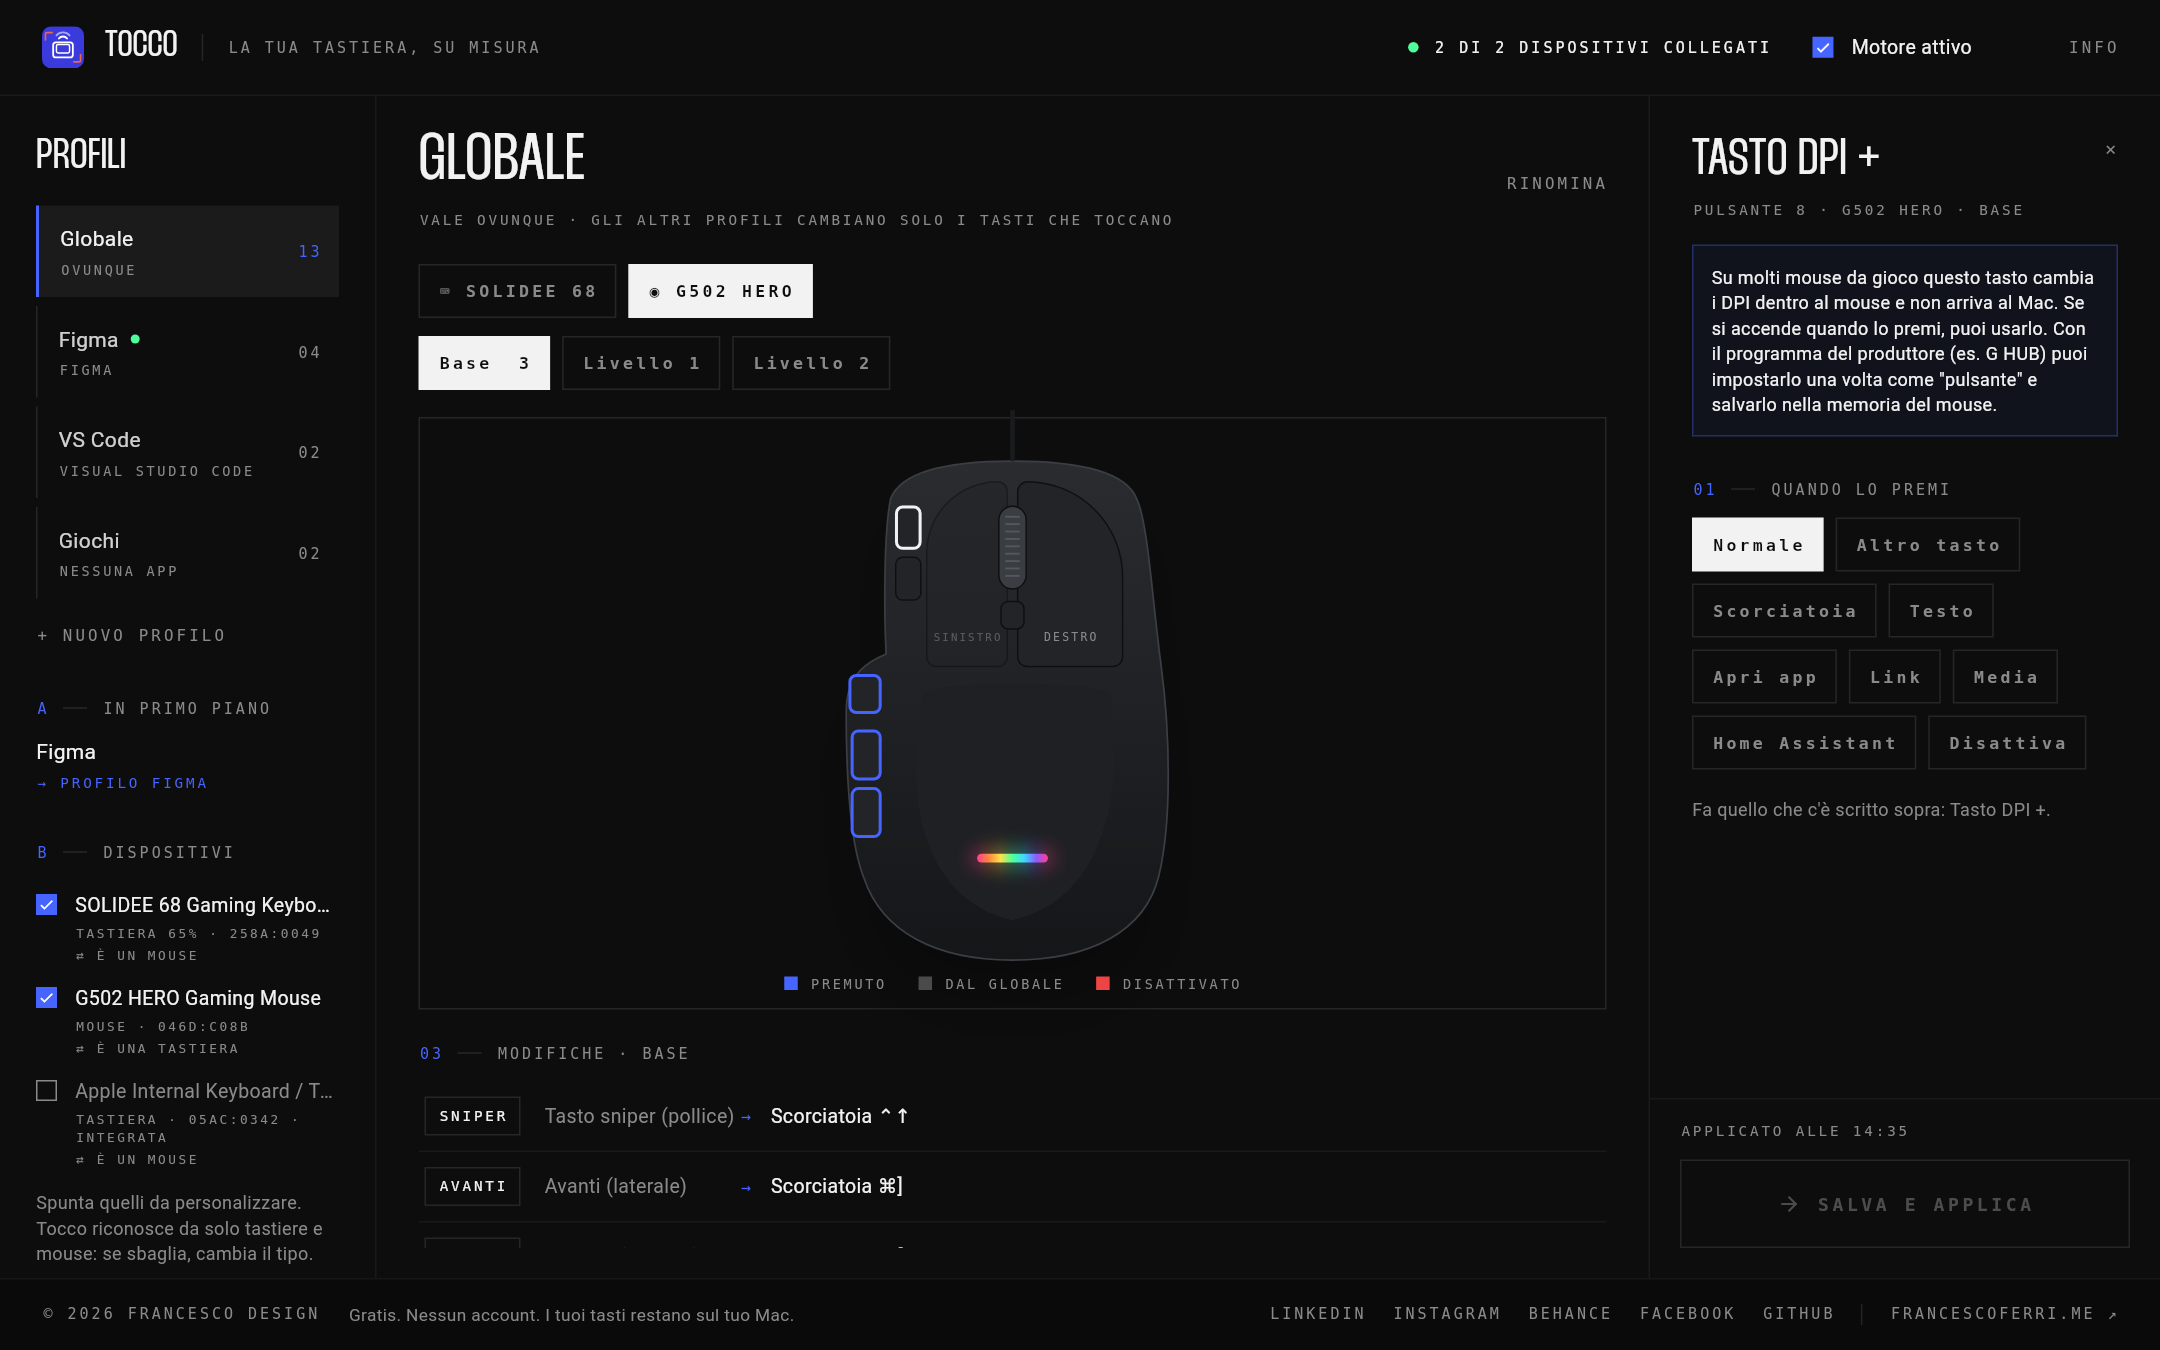 TOCCO
LA TUA TASTIERA, SU MISURA
2 DI 2 DISPOSITIVI COLLEGATI
Motore attivo
INFO
PROFILI
Globale
OVUNQUE
13
Figma
FIGMA
04
VS Code
VISUAL STUDIO CODE
02
Giochi
NESSUNA APP
02
+ NUOVO PROFILO
A — IN PRIMO PIANO
Figma
→ PROFILO FIGMA
B — DISPOSITIVI
SOLIDEE 68 Gaming Keybo...
TASTIERA 65% · 258A:0049
⇄ È UN MOUSE
G502 HERO Gaming Mouse
MOUSE · 046D:C08B
⇄ È UNA TASTIERA
Apple Internal Keyboard / T...
TASTIERA · 05AC:0342 ·
INTEGRATA
⇄ È UN MOUSE
Spunta quelli da personalizzare.
Tocco riconosce da solo tastiere e
mouse: se sbaglia, cambia il tipo.
GLOBALE
RINOMINA
VALE OVUNQUE · GLI ALTRI PROFILI CAMBIANO SOLO I TASTI CHE TOCCANO
⌨ SOLIDEE 68
◉ G502 HERO
Base 3
Livello 1
Livello 2
SINISTRO
DESTRO
PREMUTO
DAL GLOBALE
DISATTIVATO
03 — MODIFICHE · BASE
SNIPER Tasto sniper (pollice) → Scorciatoia ⌃↑
AVANTI Avanti (laterale) → Scorciatoia ⌘]
TASTO DPI +
×
PULSANTE 8 · G502 HERO · BASE
Su molti mouse da gioco questo tasto cambia
i DPI dentro al mouse e non arriva al Mac. Se
si accende quando lo premi, puoi usarlo. Con
il programma del produttore (es. G HUB) puoi
impostarlo una volta come "pulsante" e
salvarlo nella memoria del mouse.
01 — QUANDO LO PREMI
Normale
Altro tasto
Scorciatoia
Testo
Apri app
Link
Media
Home Assistant
Disattiva
Fa quello che c'è scritto sopra: Tasto DPI +.
APPLICATO ALLE 14:35
→ SALVA E APPLICA
© 2026 FRANCESCO DESIGN
Gratis. Nessun account. I tuoi tasti restano sul tuo Mac.
LINKEDIN
INSTAGRAM
BEHANCE
FACEBOOK
GITHUB
FRANCESCOFERRI.ME ↗